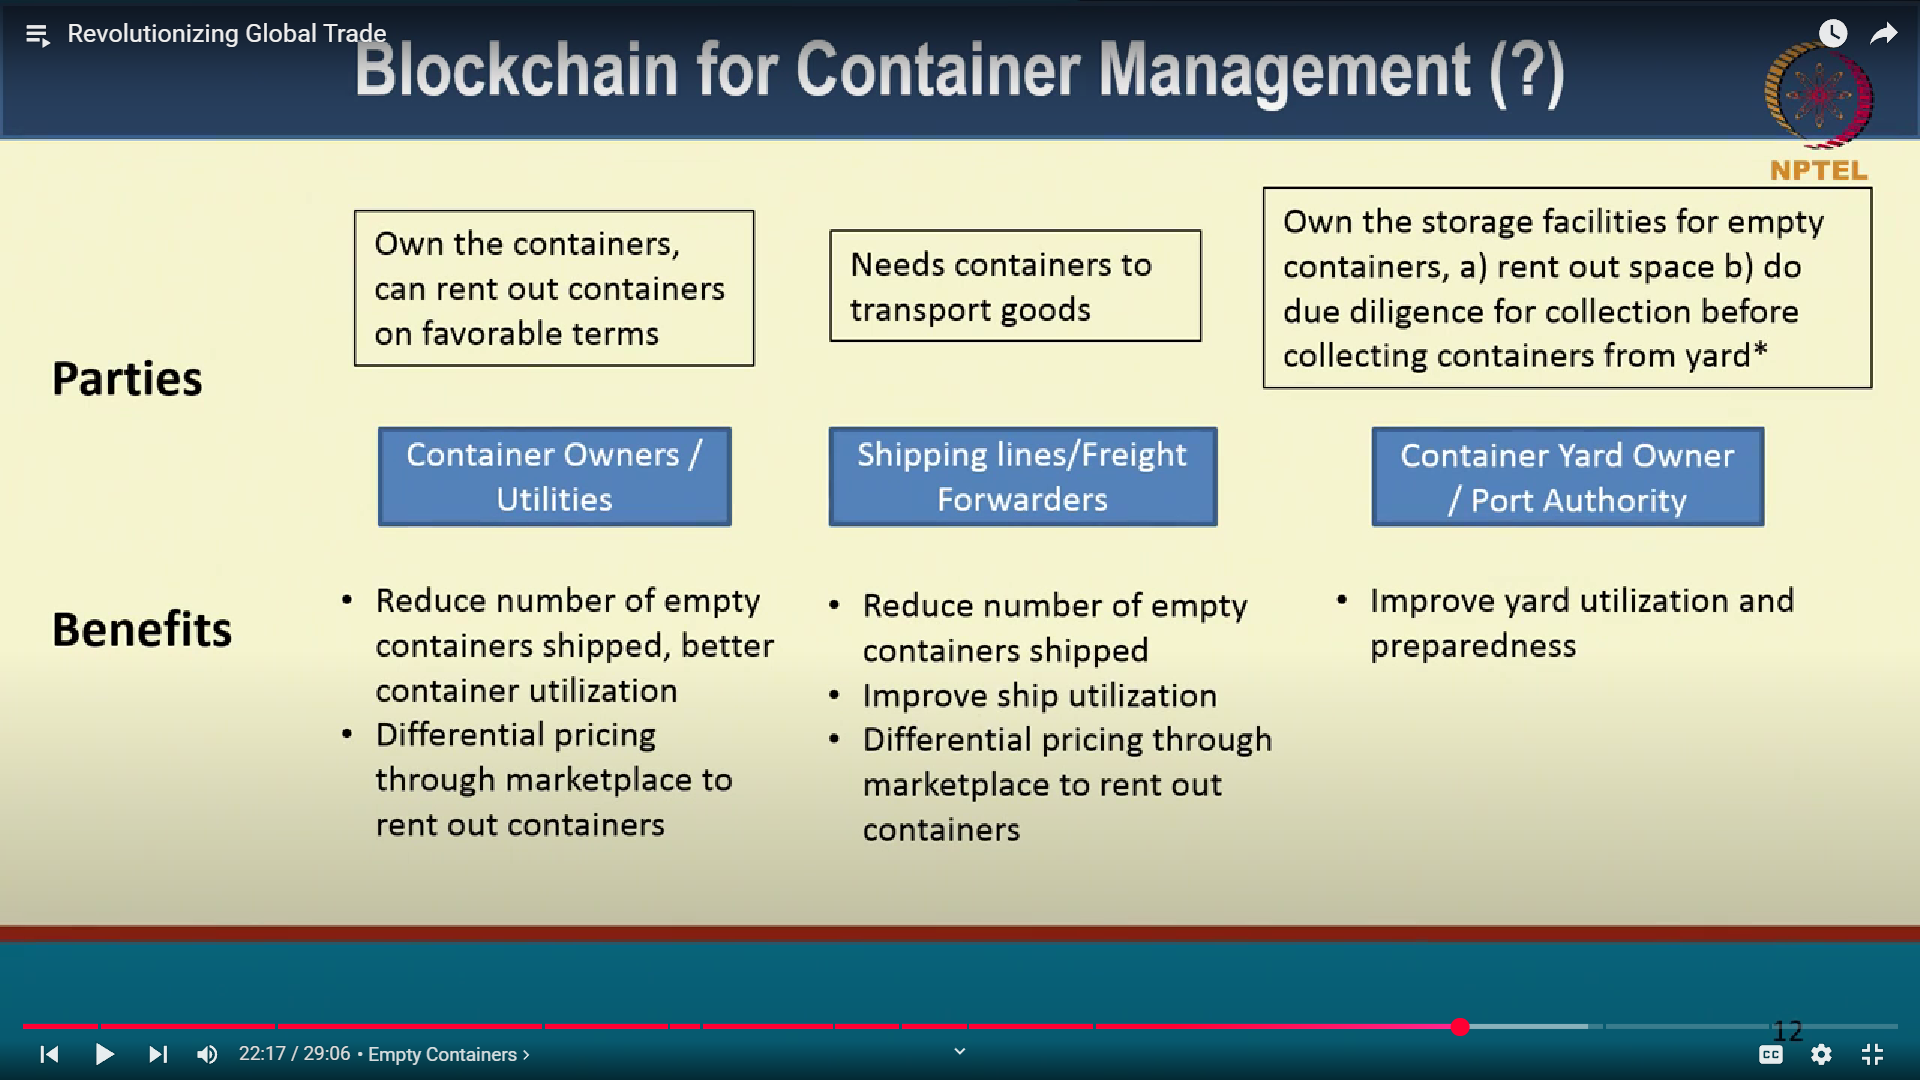 Revolutionizing Global Trade
Blockchain for Container Management (?)
NPTEL
Parties
Own the containers,
can rent out containers
on favorable terms
Needs containers to
transport goods
Own the storage facilities for empty
containers, a) rent out space b) do
due diligence for collection before
collecting containers from yard*
Container Owners /
Utilities
Shipping lines/Freight
Forwarders
Container Yard Owner
/ Port Authority
Benefits
• Reduce number of empty
containers shipped, better
container utilization
• Differential pricing
through marketplace to
rent out containers
• Reduce number of empty
containers shipped
• Improve ship utilization
• Differential pricing through
marketplace to rent out
containers
• Improve yard utilization and
preparedness
12
22:17 / 29:06 • Empty Containers ›
CC